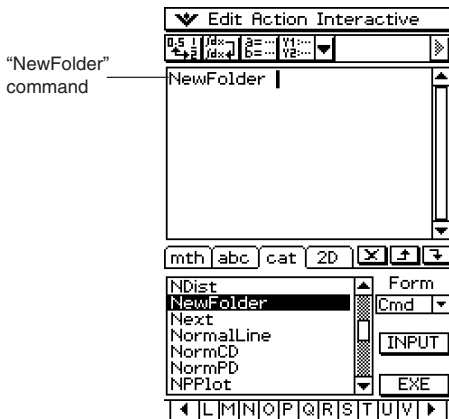 Edit Action Interactive
“NewFolder”
command
NewFolder
mth abc cat 2D
NDist
NewFolder
Next
NormalLine
NormCD
NormPD
NPPlot
Form
Cmd
INPUT
EXE
L M N O P Q R S T U V